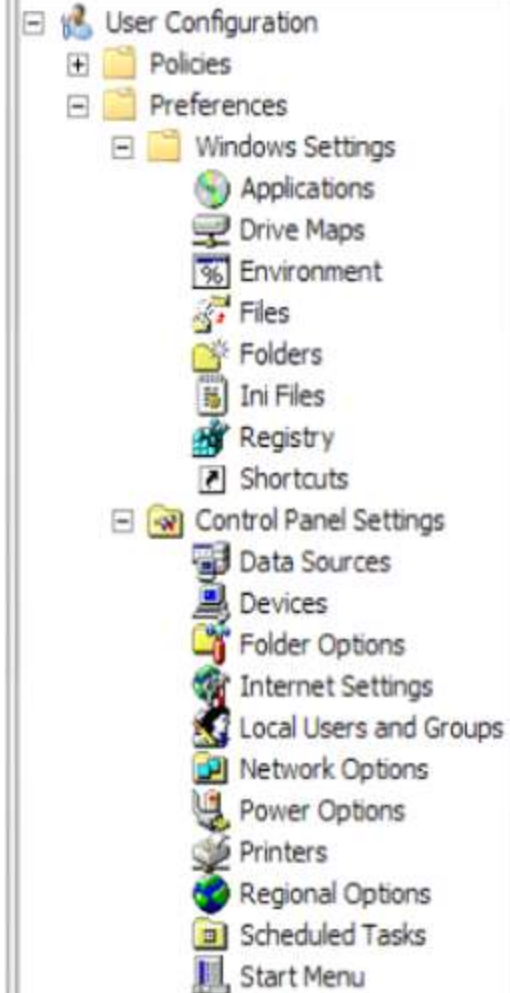 User Configuration
Policies
Preferences
Windows Settings
Applications
Drive Maps
Environment
Files
Folders
Ini Files
Registry
Shortcuts
Control Panel Settings
Data Sources
Devices
Folder Options
Internet Settings
Local Users and Groups
Network Options
Power Options
Printers
Regional Options
Scheduled Tasks
Start Menu